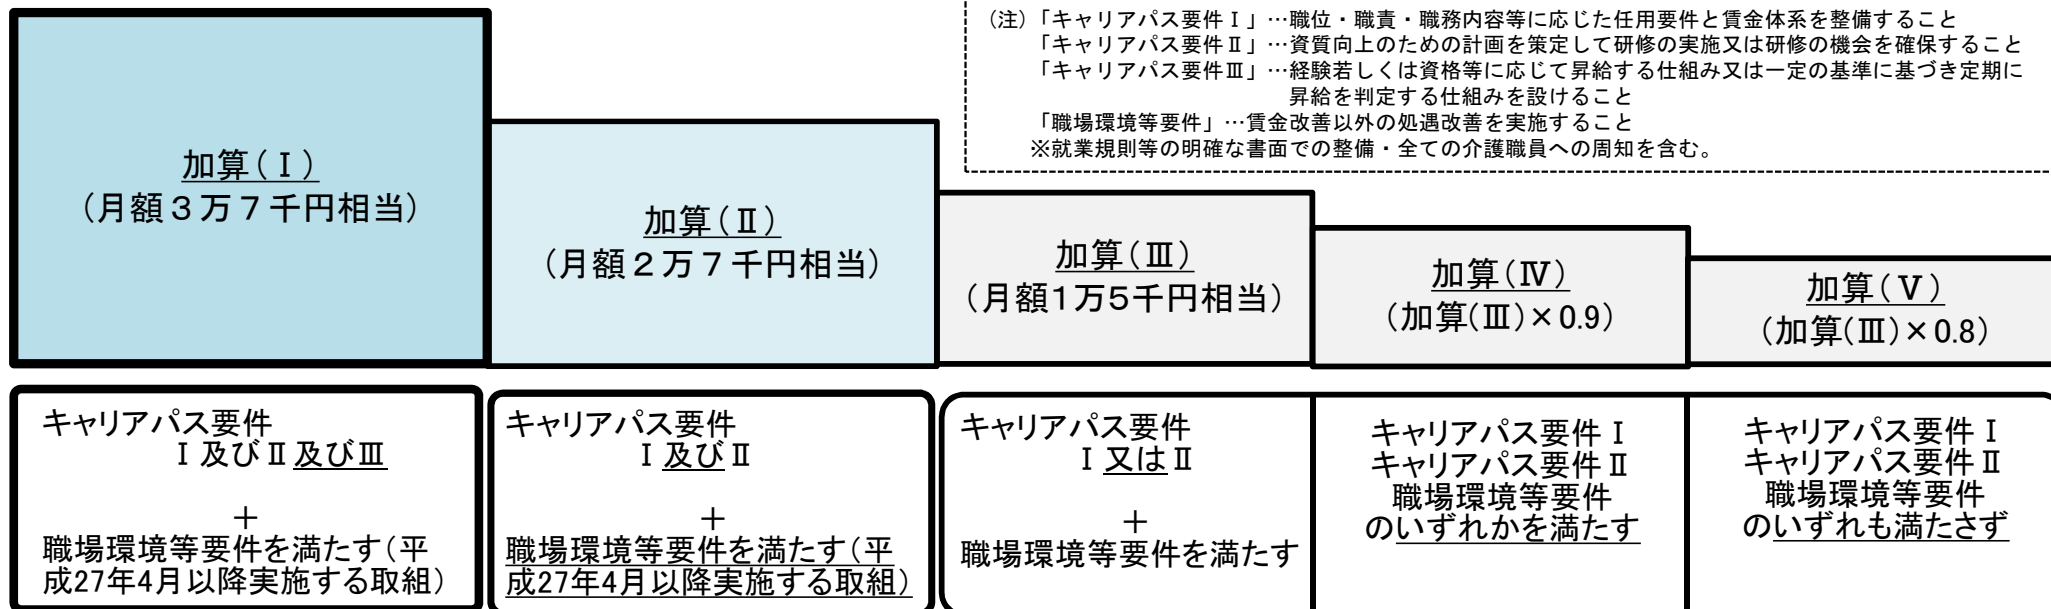 (注)「キャリアパス要件Ⅰ」…職位・職責・職務内容等に応じた任用要件と賃金体系を整備すること
「キャリアパス要件Ⅱ」…資質向上のための計画を策定して研修の実施又は研修の機会を確保すること
「キャリアパス要件Ⅲ」…経験若しくは資格等に応じて昇給する仕組み又は一定の基準に基づき定期に
昇給を判定する仕組みを設けること
「職場環境等要件」…賃金改善以外の処遇改善を実施すること
※就業規則等の明確な書面での整備・全ての介護職員への周知を含む。
加算(Ⅰ)
(月額3万7千円相当)
加算(Ⅱ)
(月額2万7千円相当)
加算(Ⅲ)
(月額1万5千円相当)
加算(Ⅳ)
(加算(Ⅲ)×0.9)
加算(Ⅴ)
(加算(Ⅲ)×0.8)
キャリアパス要件
Ⅰ及びⅡ及びⅢ
+
職場環境等要件を満たす(平
成27年4月以降実施する取組)
キャリアパス要件
Ⅰ及びⅡ
+
職場環境等要件を満たす(平
成27年4月以降実施する取組)
キャリアパス要件
Ⅰ又はⅡ
+
職場環境等要件を満たす
キャリアパス要件Ⅰ
キャリアパス要件Ⅱ
職場環境等要件
のいずれかを満たす
キャリアパス要件Ⅰ
キャリアパス要件Ⅱ
職場環境等要件
のいずれも満たさず